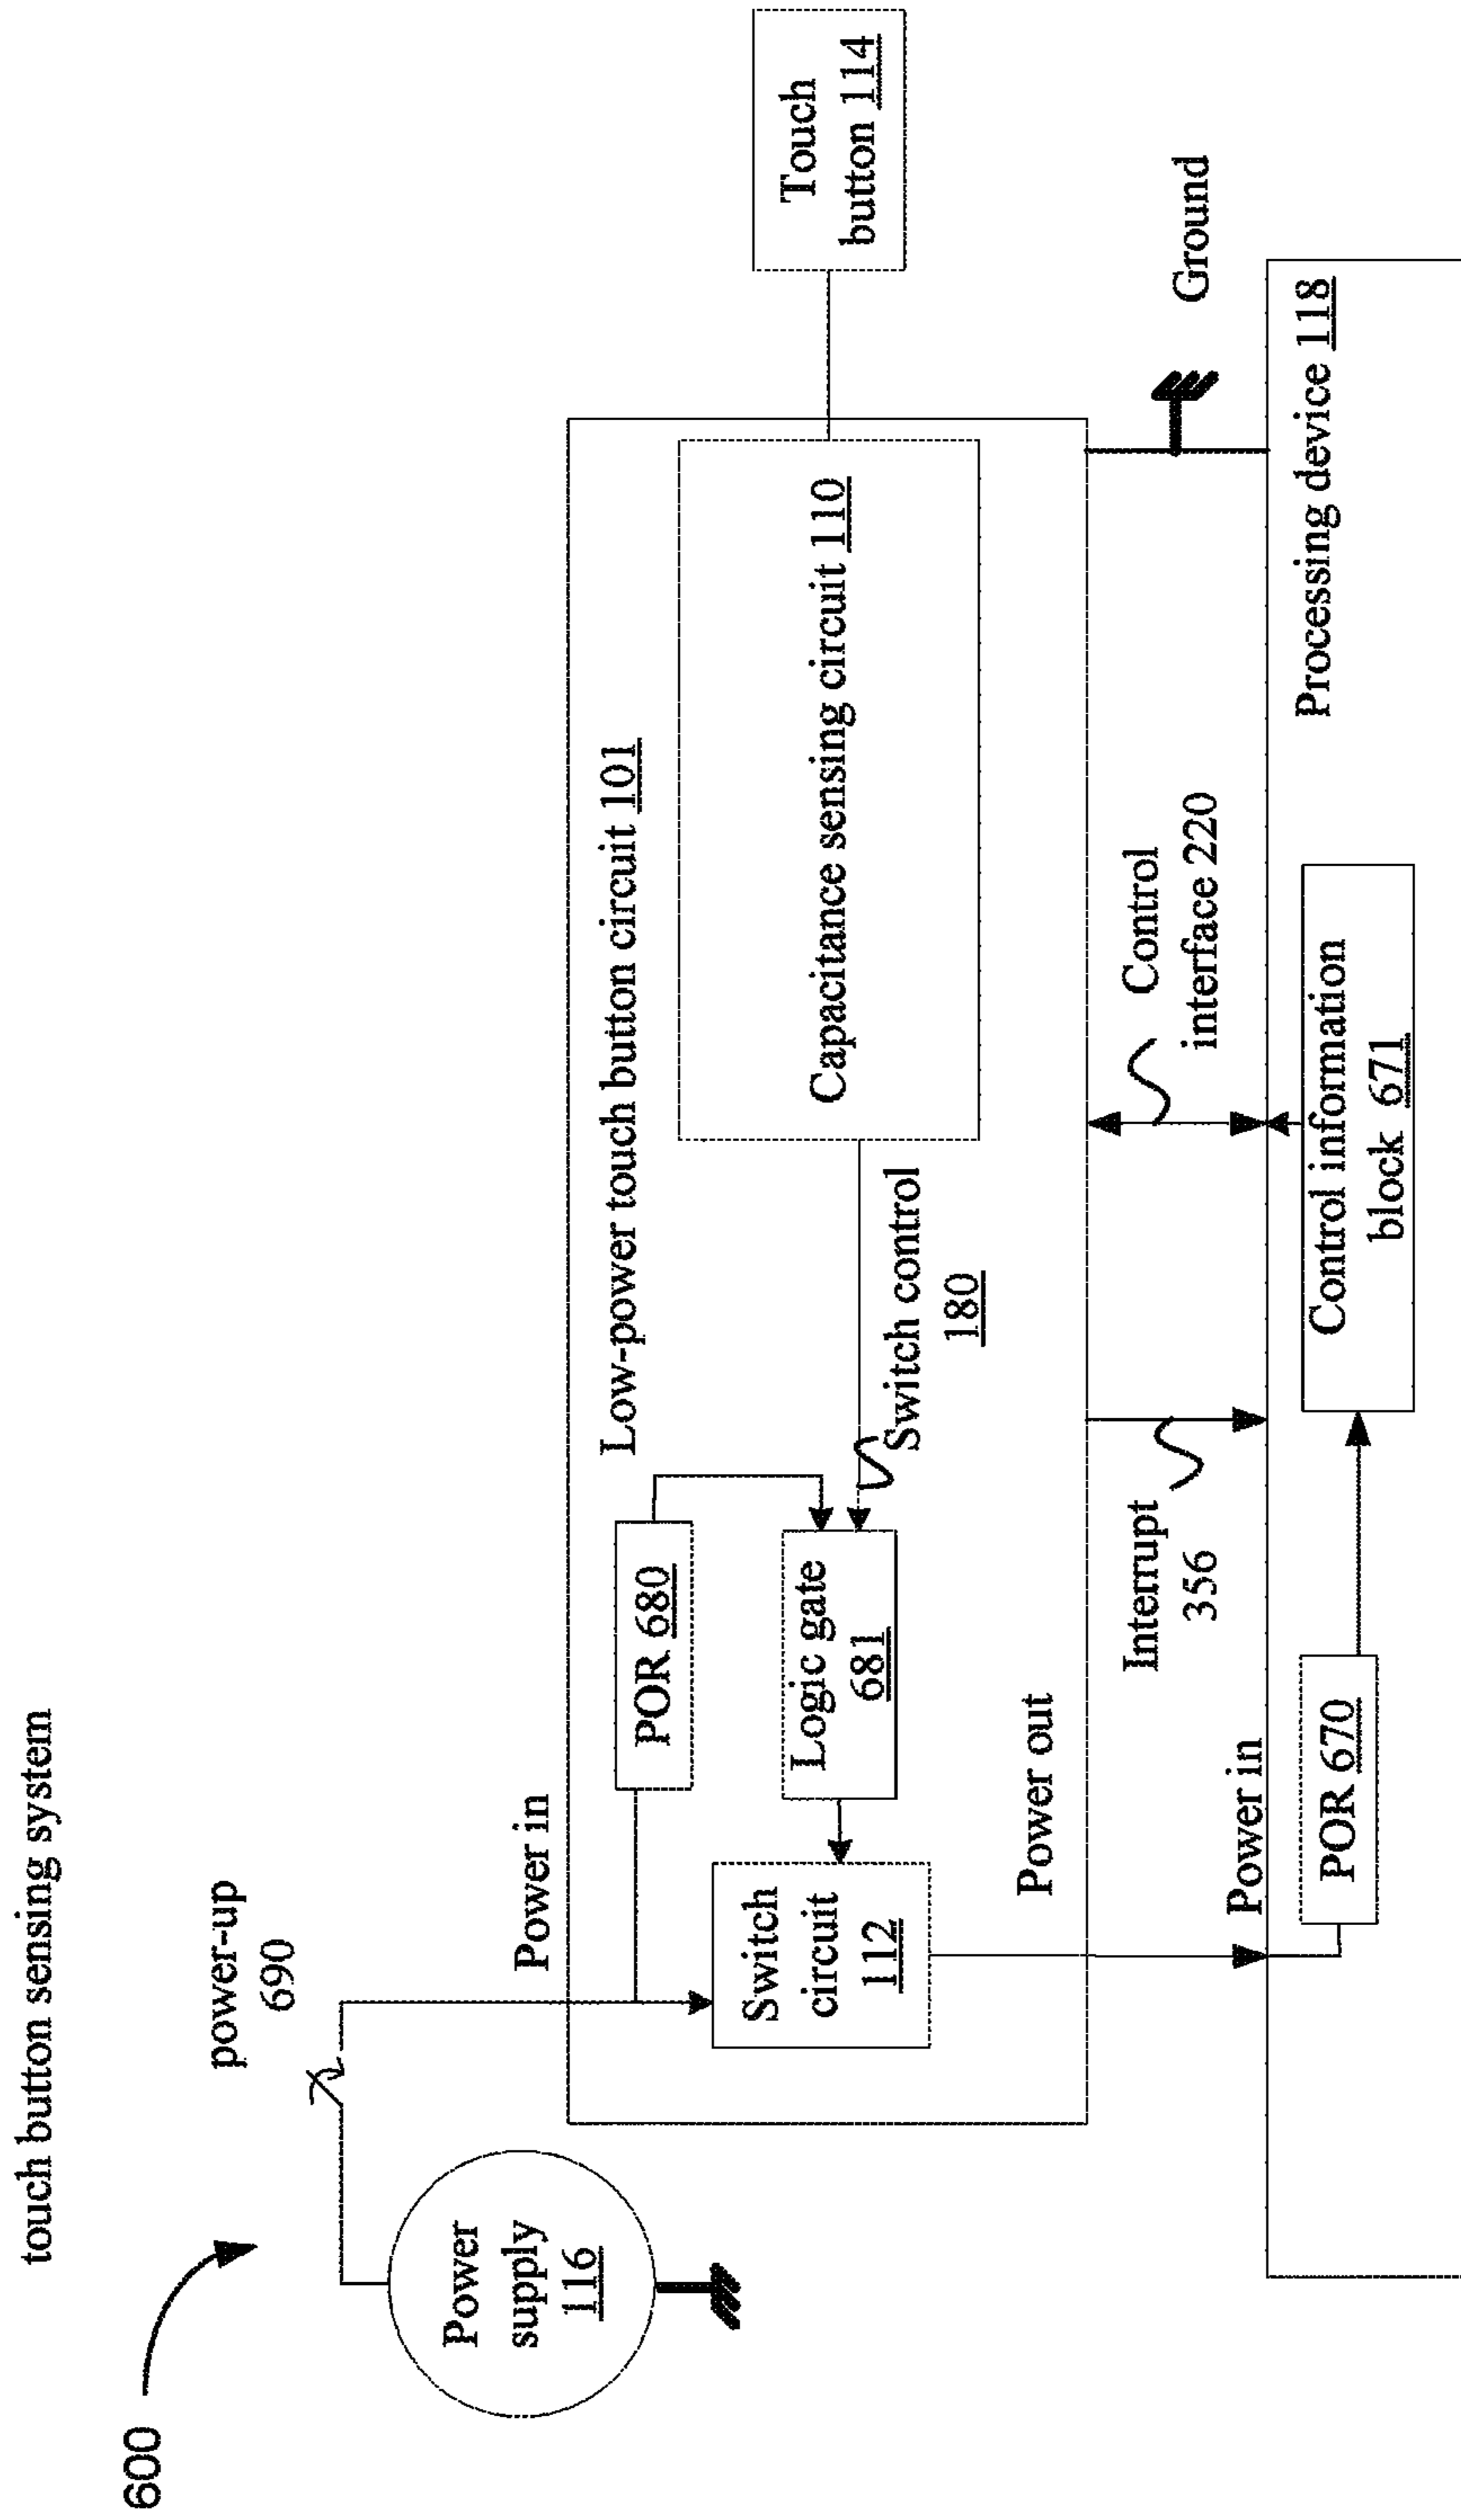 touch button sensing system
600
power-up
690
Power
supply
116
Power in
Low-power touch button circuit 101
POR 680
Logic gate
681
Switch
circuit
112
Switch control
180
Capacitance sensing circuit 110
Touch
button 114
Power out
Power in
Interrupt
356
Control
interface 220
Ground
Processing device 118
POR 670
Control information
block 671